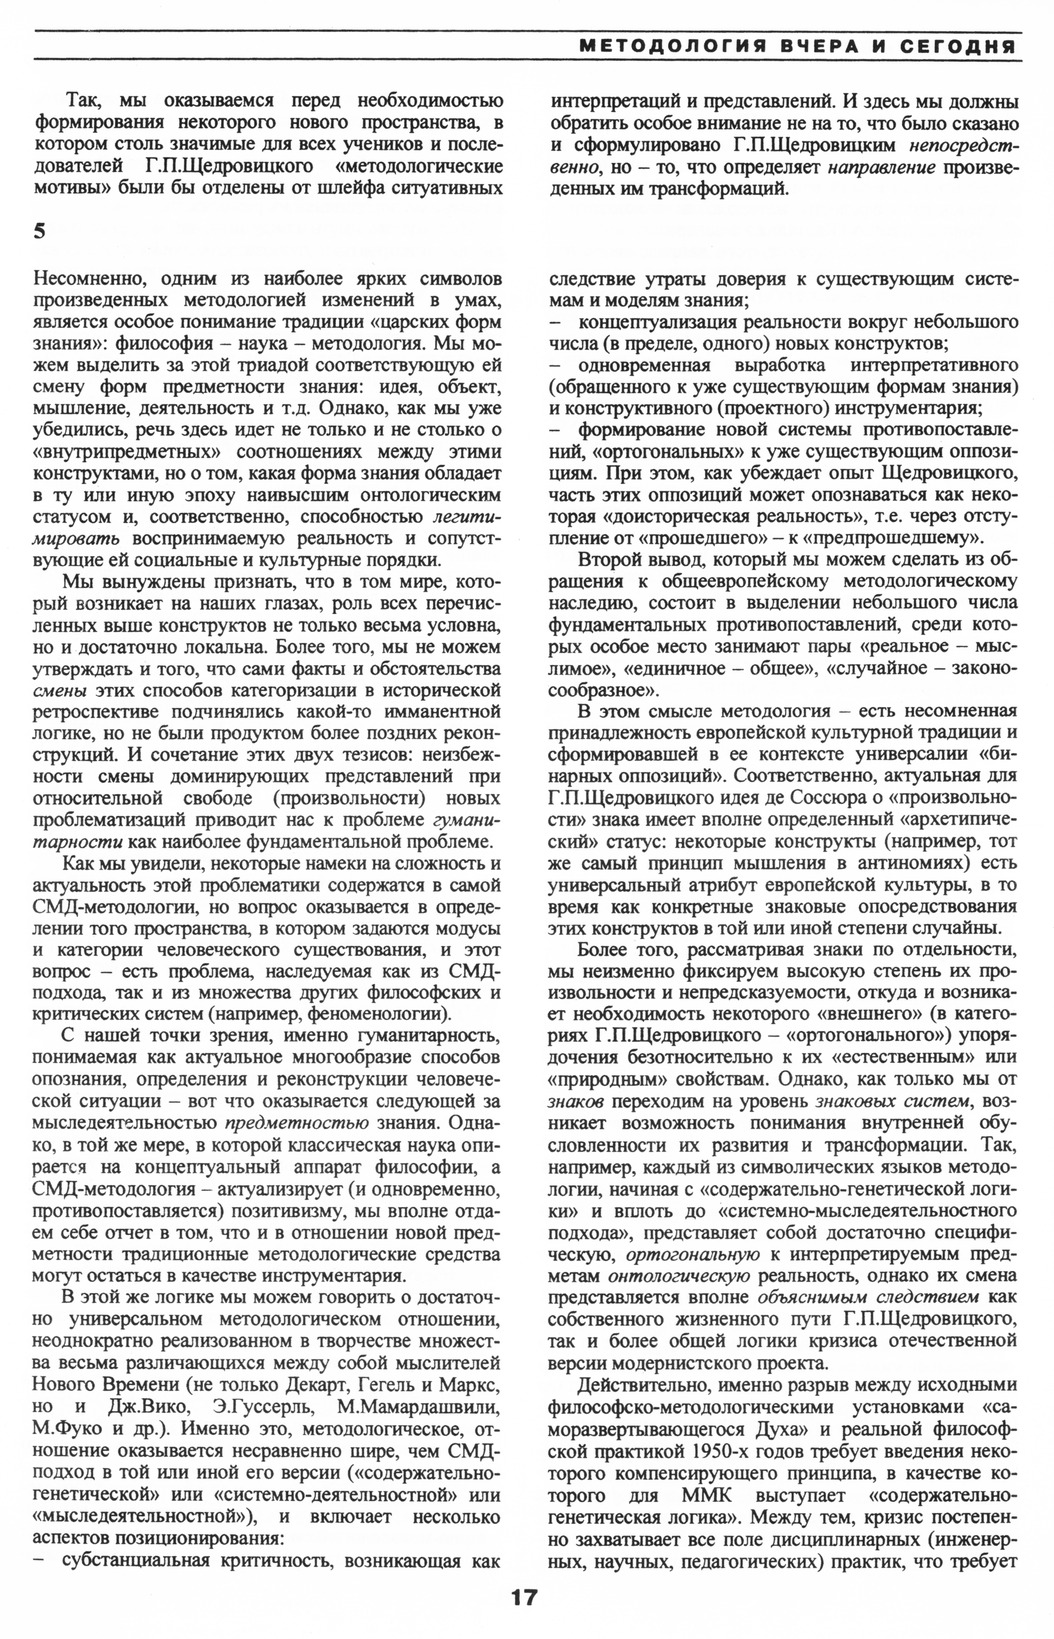 МЕТОДОЛОГИЯ ВЧЕРА И СЕГОДНЯ
Так, мы оказываемся перед необходимостью
формирования некоторого нового пространства, в
котором столь значимые для всех учеников и после-
дователей Г.П.Щедровицкого «методологические
мотивы» были бы отделены от шлейфа ситуативных
интерпретаций и представлений. И здесь мы должны
обратить особое внимание не на то, что было сказано
и сформулировано Г.П.Щедровицким непосредст-
венно, но – то, что определяет направление произве-
денных им трансформаций.
5
Несомненно, одним из наиболее ярких символов
произведенных методологией изменений в умах,
является особое понимание традиции «царских форм
знания»: философия – наука – методология. Мы мо-
жем выделить за этой триадой соответствующую ей
смену форм предметности знания: идея, объект,
мышление, деятельность и т.д. Однако, как мы уже
убедились, речь здесь идет не только и не столько о
«внутрипредметных» соотношениях между этими
конструктами, но о том, какая форма знания обладает
в ту или иную эпоху наивысшим онтологическим
статусом и, соответственно, способностью легити-
мировать воспринимаемую реальность и сопутст-
вующие ей социальные и культурные порядки.
Мы вынуждены признать, что в том мире, кото-
рый возникает на наших глазах, роль всех перечис-
ленных выше конструктов не только весьма условна,
но и достаточно локальна. Более того, мы не можем
утверждать и того, что сами факты и обстоятельства
смены этих способов категоризации в исторической
ретроспективе подчинялись какой-то имманентной
логике, но не были продуктом более поздних рекон-
струкций. И сочетание этих двух тезисов: неизбеж-
ности смены доминирующих представлений при
относительной свободе (произвольности) новых
проблематизаций приводит нас к проблеме гумани-
тарности как наиболее фундаментальной проблеме.
Как мы увидели, некоторые намеки на сложность и
актуальность этой проблематики содержатся в самой
СМД-методологии, но вопрос оказывается в опреде-
лении того пространства, в котором задаются модусы
и категории человеческого существования, и этот
вопрос – есть проблема, наследуемая как из СМД-
подхода, так и из множества других философских и
критических систем (например, феноменологии).
С нашей точки зрения, именно гуманитарность,
понимаемая как актуальное многообразие способов
опознания, определения и реконструкции человече-
ской ситуации – вот что оказывается следующей за
мыследеятельностью предметностью знания. Одна-
ко, в той же мере, в которой классическая наука опи-
рается на концептуальный аппарат философии, а
СМД-методология – актуализирует (и одновременно,
противопоставляется) позитивизму, мы вполне отда-
ем себе отчет в том, что и в отношении новой пред-
метности традиционные методологические средства
могут остаться в качестве инструментария.
В этой же логике мы можем говорить о достаточ-
но универсальном методологическом отношении,
неоднократно реализованном в творчестве множест-
ва весьма различающихся между собой мыслителей
Нового Времени (не только Декарт, Гегель и Маркс,
но и Дж.Вико, Э.Гуссерль, М.Мамардашвили,
М.Фуко и др.). Именно это, методологическое, от-
ношение оказывается несравненно шире, чем СМД-
подход в той или иной его версии («содержательно-
генетической» или «системно-деятельностной» или
«мыследеятельностной»), и включает несколько
аспектов позиционирования:
– субстанциальная критичность, возникающая как
следствие утраты доверия к существующим систе-
мам и моделям знания;
– концептуализация реальности вокруг небольшого
числа (в пределе, одного) новых конструктов;
– одновременная выработка интерпретативного
(обращенного к уже существующим формам знания)
и конструктивного (проектного) инструментария;
– формирование новой системы противопоставле-
ний, «ортогональных» к уже существующим оппози-
циям. При этом, как убеждает опыт Щедровицкого,
часть этих оппозиций может опознаваться как неко-
торая «доисторическая реальность», т.е. через отсту-
пление от «прошедшего» – к «предпрошедшему».
Второй вывод, который мы можем сделать из об-
ращения к общеевропейскому методологическому
наследию, состоит в выделении небольшого числа
фундаментальных противопоставлений, среди кото-
рых особое место занимают пары «реальное – мыс-
лимое», «единичное – общее», «случайное – законо-
сообразное».
В этом смысле методология – есть несомненная
принадлежность европейской культурной традиции и
сформировавшей в ее контексте универсалии «би-
нарных оппозиций». Соответственно, актуальная для
Г.П.Щедровицкого идея де Соссюра о «произвольно-
сти» знака имеет вполне определенный «архетипиче-
ский» статус: некоторые конструкты (например, тот
же самый принцип мышления в антиномиях) есть
универсальный атрибут европейской культуры, в то
время как конкретные знаковые опосредствования
этих конструктов в той или иной степени случайны.
Более того, рассматривая знаки по отдельности,
мы неизменно фиксируем высокую степень их про-
извольности и непредсказуемости, откуда и возника-
ет необходимость некоторого «внешнего» (в катего-
риях Г.П.Щедровицкого – «ортогонального») упоря-
дочения безотносительно к их «естественным» или
«природным» свойствам. Однако, как только мы от
знаков переходим на уровень знаковых систем, воз-
никает возможность понимания внутренней обу-
словленности их развития и трансформации. Так,
например, каждый из символических языков методо-
логии, начиная с «содержательно-генетической логи-
ки» и вплоть до «системно-мыследеятельностного
подхода», представляет собой достаточно специфи-
ческую, ортогональную к интерпретируемым пред-
метам онтологическую реальность, однако их смена
представляется вполне объяснимым следствием как
собственного жизненного пути Г.П.Щедровицкого,
так и более общей логики кризиса отечественной
версии модернистского проекта.
Действительно, именно разрыв между исходными
философско-методологическими установками «са-
моразвертывающегося Духа» и реальной философ-
ской практикой 1950-х годов требует введения неко-
торого компенсирующего принципа, в качестве ко-
торого для ММК выступает «содержательно-
генетическая логика». Между тем, кризис постепен-
но захватывает все поле дисциплинарных (инженер-
ных, научных, педагогических) практик, что требует
17